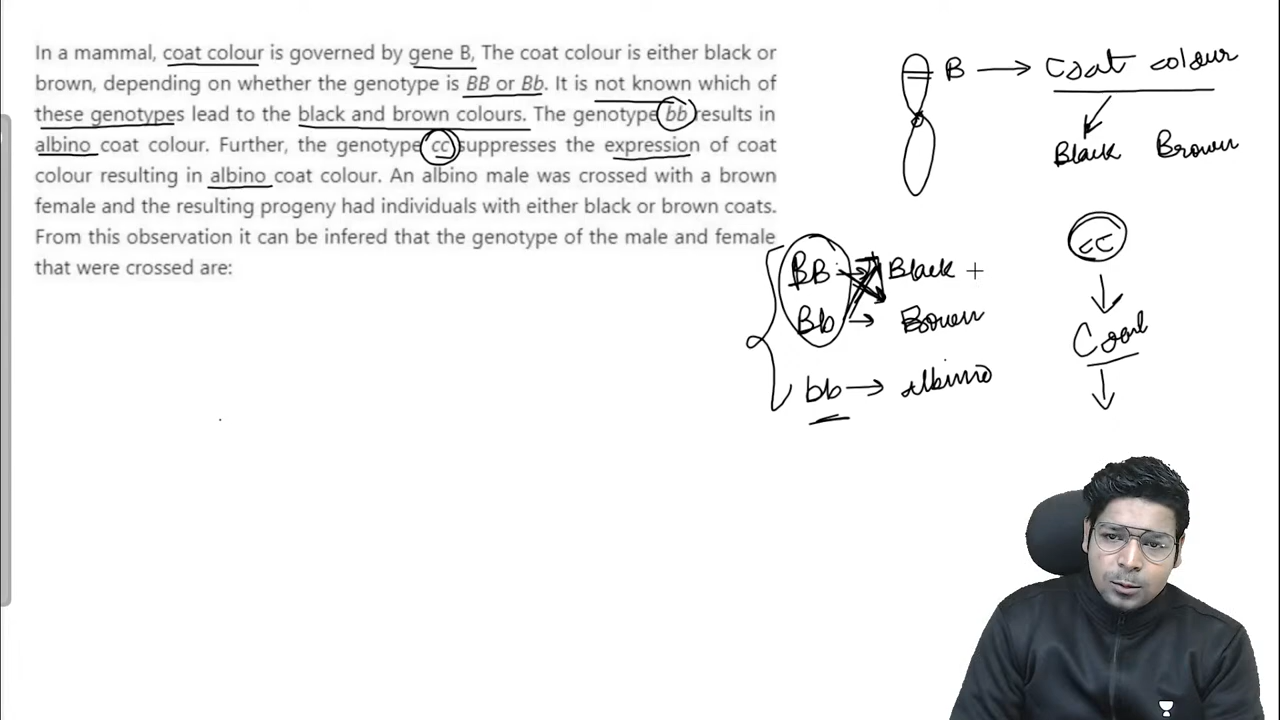 In a mammal, coat colour is governed by gene B, The coat colour is either black or
brown, depending on whether the genotype is BB or Bb. It is not known which of
these genotypes lead to the black and brown colours. The genotype bb results in
albino coat colour. Further, the genotype cc suppresses the expression of coat
colour resulting in albino coat colour. An albino male was crossed with a brown
female and the resulting progeny had individuals with either black or brown coats.
From this observation it can be infered that the genotype of the male and female
that were crossed are:
B → Coat colour
Black Brown
cc
BB → Black +
Bb → Brown
bb → albino